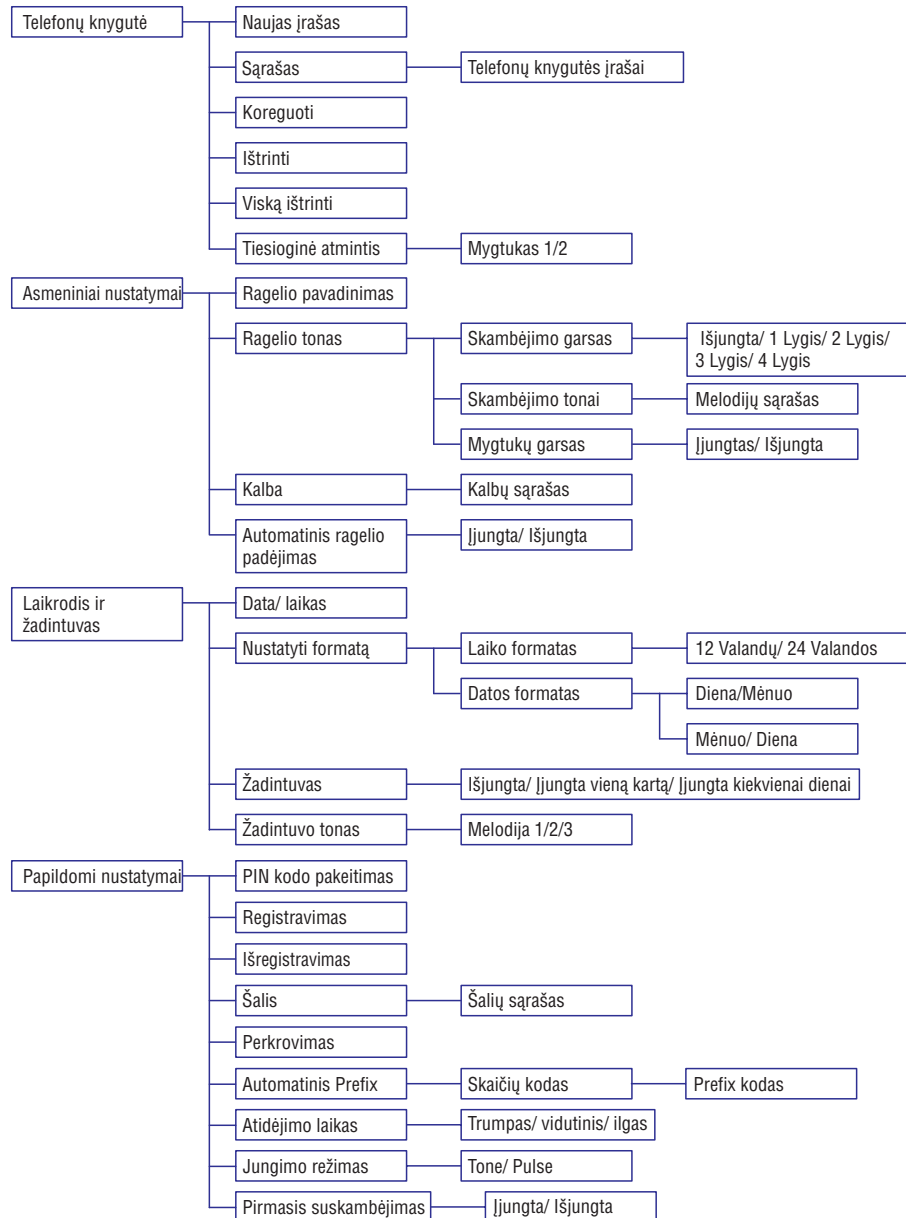 Telefonų knygutė
Naujas įrašas
Sąrašas
Telefonų knygutės įrašai
Koreguoti
Ištrinti
Viską ištrinti
Tiesioginė atmintis
Mygtukas 1/2
Asmeniniai nustatymai
Ragelio pavadinimas
Ragelio tonas
Skambėjimo garsas
Išjungta/ 1 Lygis/ 2 Lygis/
3 Lygis/ 4 Lygis
Skambėjimo tonai
Melodijų sąrašas
Mygtukų garsas
Įjungtas/ Išjungta
Kalba
Kalbų sąrašas
Automatinis ragelio
padėjimas
Įjungta/ Išjungta
Laikrodis ir
žadintuvas
Data/ laikas
Nustatyti formatą
Laiko formatas
12 Valandų/ 24 Valandos
Datos formatas
Diena/Mėnuo
Mėnuo/ Diena
Žadintuvas
Išjungta/ Įjungta vieną kartą/ Įjungta kiekvienai dienai
Žadintuvo tonas
Melodija 1/2/3
Papildomi nustatymai
PIN kodo pakeitimas
Registravimas
Išregistravimas
Šalis
Šalių sąrašas
Perkrovimas
Automatinis Prefix
Skaičių kodas
Prefix kodas
Atidėjimo laikas
Trumpas/ vidutinis/ ilgas
Jungimo režimas
Tone/ Pulse
Pirmasis suskambėjimas
Įjungta/ Išjungta